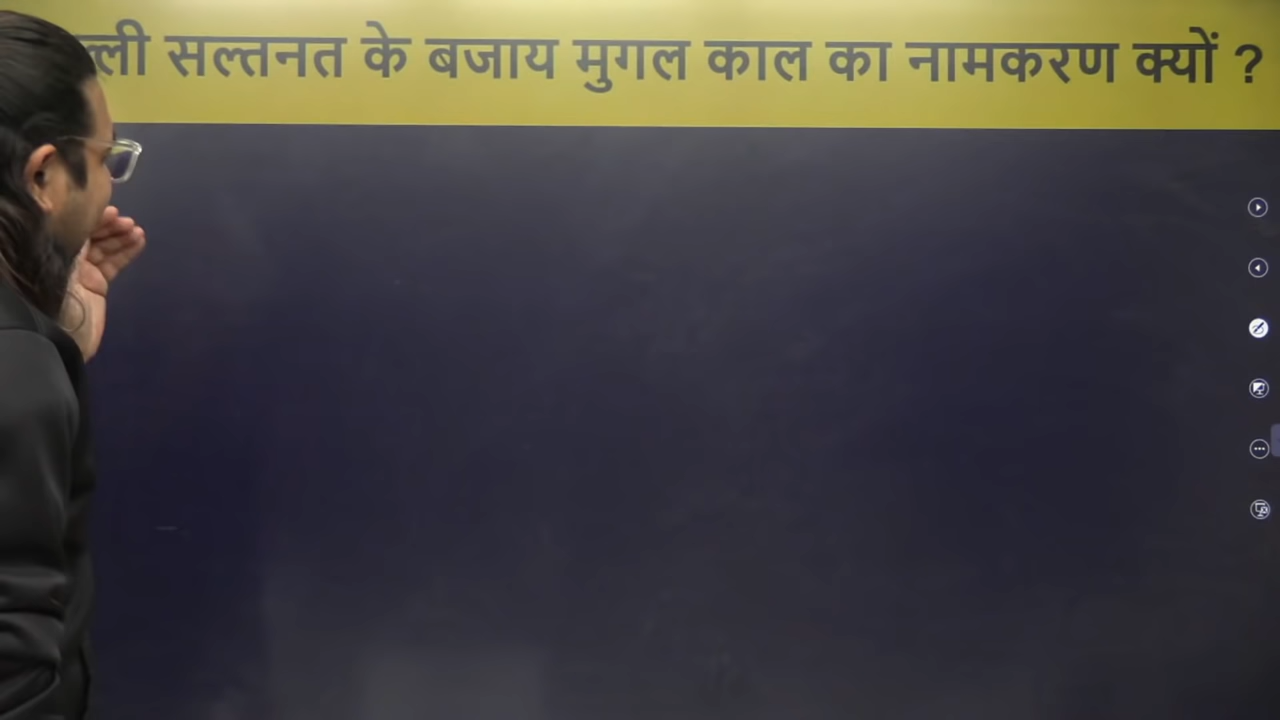 सल्तनत के बजाय मुगल काल का नामकरण क्यों ?